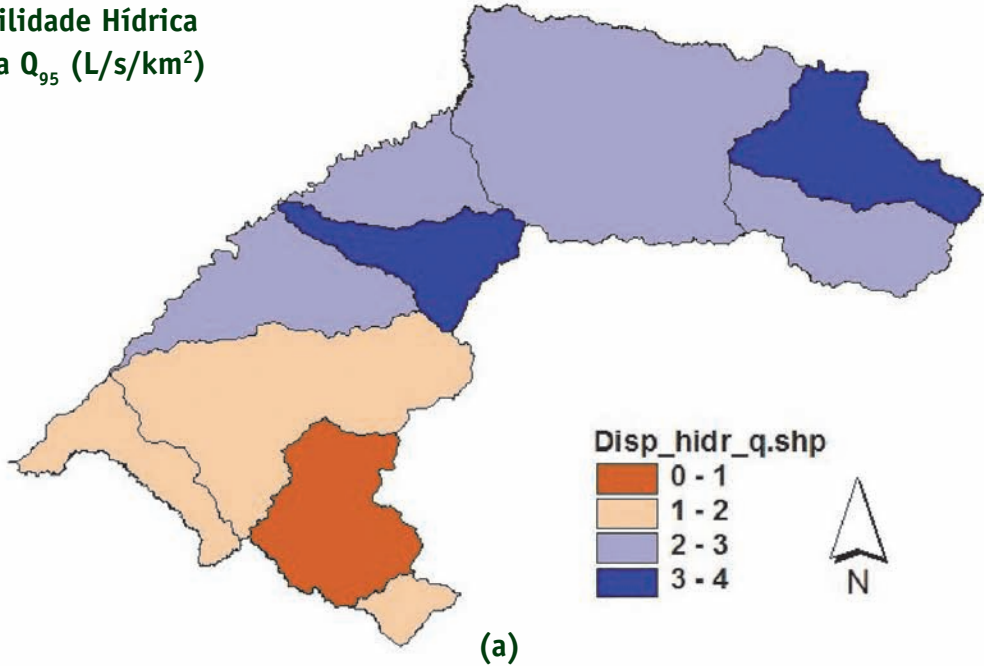 ilidade Hídrica
a Q95 (L/s/km²)
Disp_hidr_q.shp
0 - 1
1 - 2
2 - 3
3 - 4
N
(a)